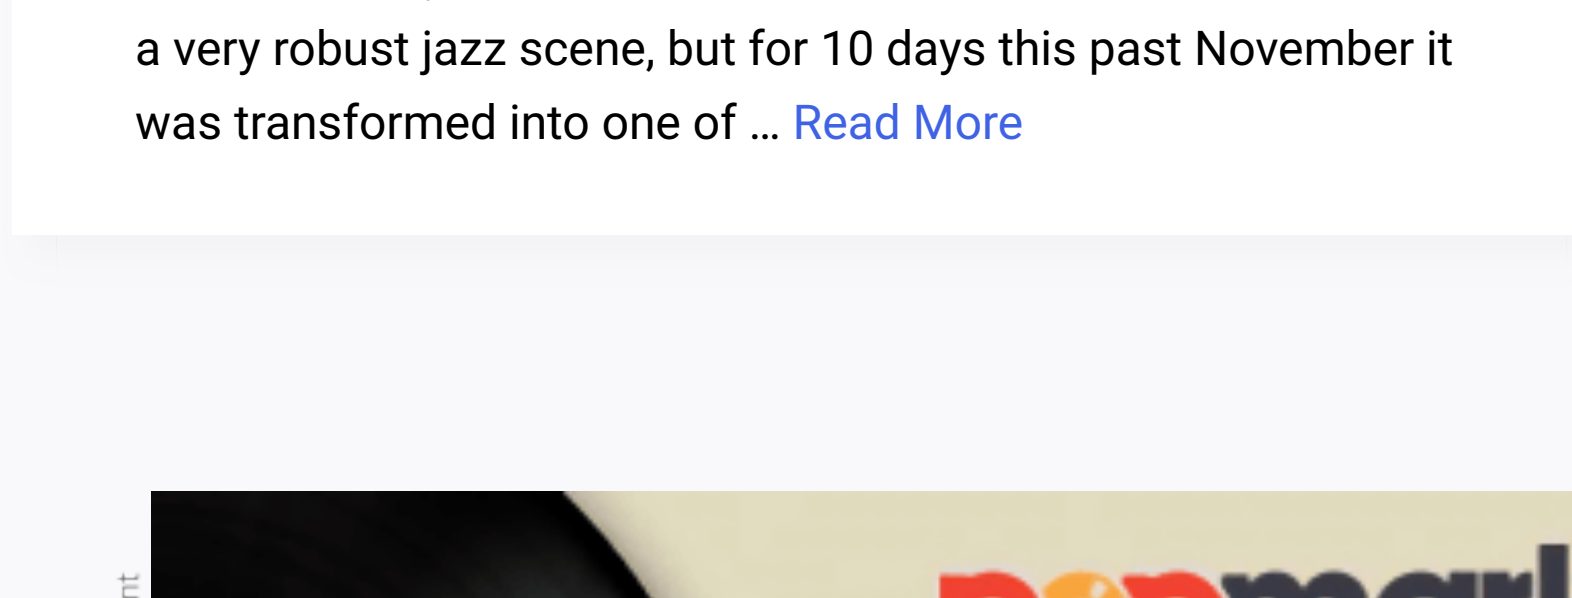 a very robust jazz scene, but for 10 days this past November it
was transformed into one of … Read More